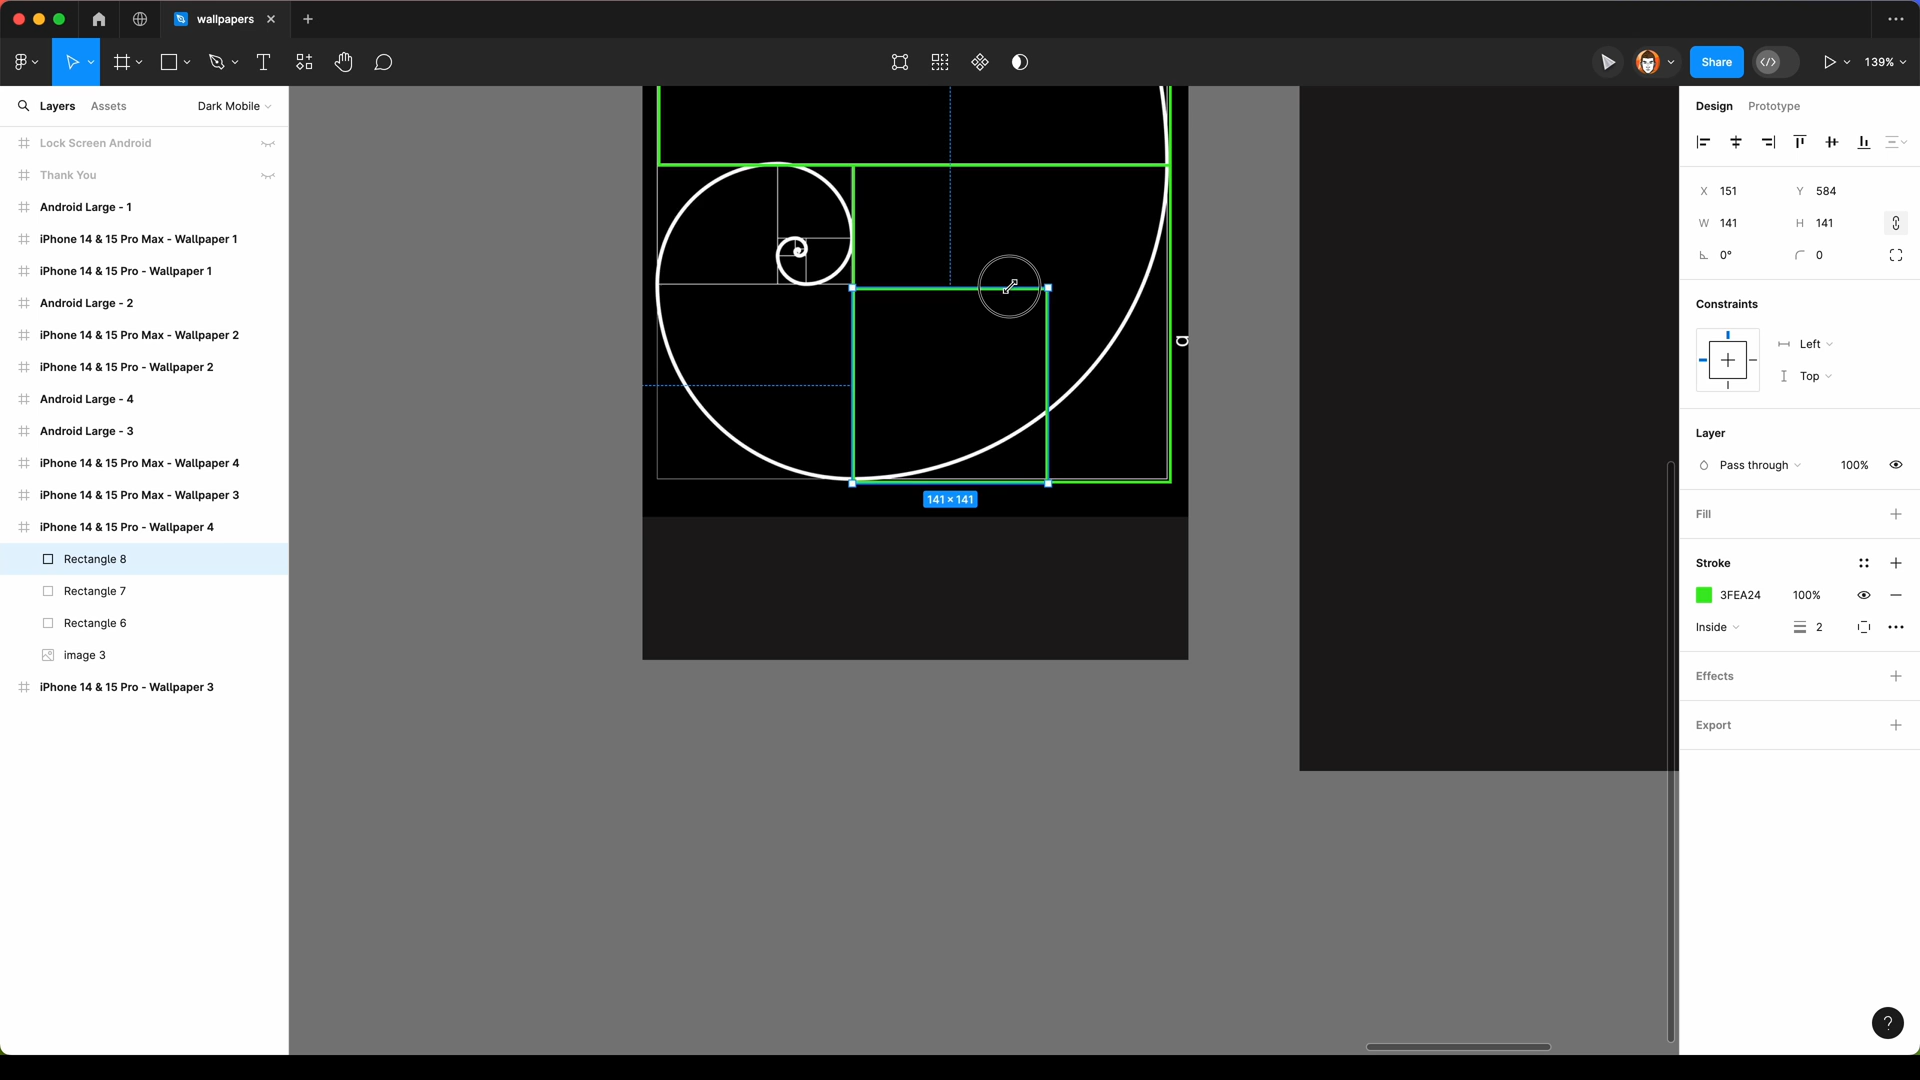 wallpapers
Share
139%
Layers
Assets
Dark Mobile
Lock Screen Android
Thank You
Android Large - 1
iPhone 14 & 15 Pro Max - Wallpaper 1
iPhone 14 & 15 Pro - Wallpaper 1
Android Large - 2
iPhone 14 & 15 Pro Max - Wallpaper 2
iPhone 14 & 15 Pro - Wallpaper 2
Android Large - 4
Android Large - 3
iPhone 14 & 15 Pro Max - Wallpaper 4
iPhone 14 & 15 Pro Max - Wallpaper 3
iPhone 14 & 15 Pro - Wallpaper 4
Rectangle 8
Rectangle 7
Rectangle 6
image 3
iPhone 14 & 15 Pro - Wallpaper 3
141 × 141
Design
Prototype
X 151
Y 584
W 141
H 141
0°
0
Constraints
Left
Top
Layer
Pass through
100%
Fill
Stroke
3FEA24
100%
Inside
2
Effects
Export
?